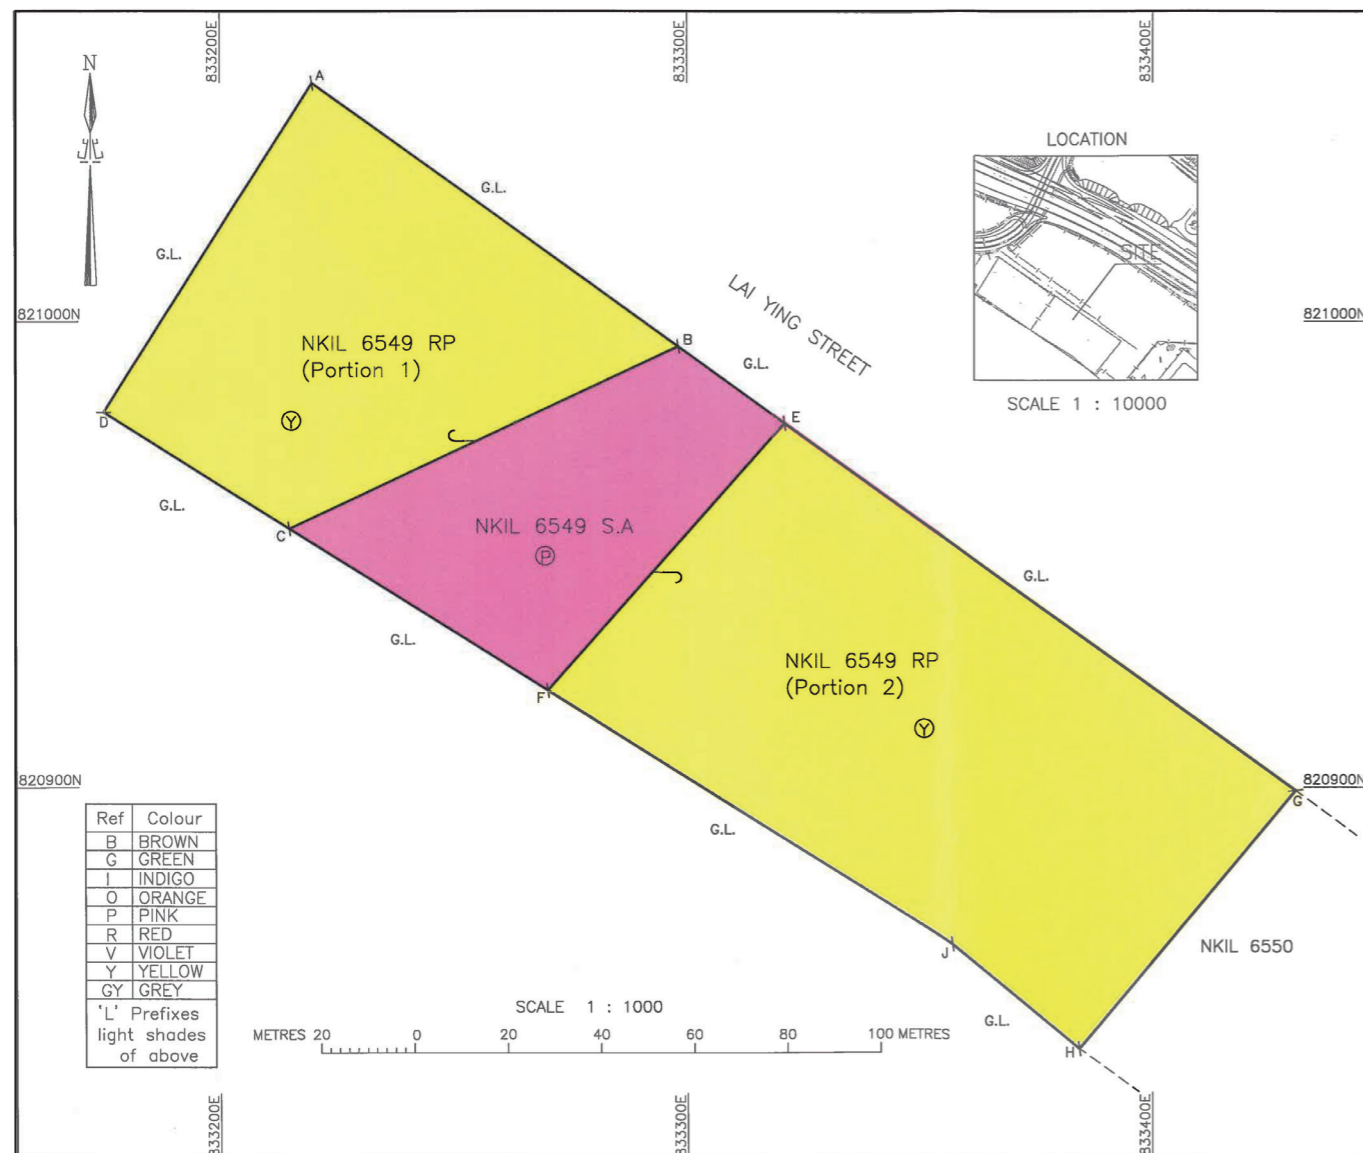 833200E
833300E
833400E
N
A
LOCATION
G.L.
SITE
G.L.
LAI YING STREET
821000N
821000N
NKIL 6549 RP
(Portion 1)
B
G.L.
SCALE 1 : 10000
D
Y
E
G.L.
C
NKIL 6549 S.A
P
G.L.
G.L.
NKIL 6549 RP
(Portion 2)
F
Y
820900N
820900N
G
Ref Colour
B BROWN
G GREEN
I INDIGO
O ORANGE
P PINK
R RED
V VIOLET
Y YELLOW
GY GREY
'L' Prefixes
light shades
of above
G.L.
J
NKIL 6550
SCALE 1 : 1000
METRES 20 0 20 40 60 80 100 METRES
G.L.
H
833200E
833300E
833400E